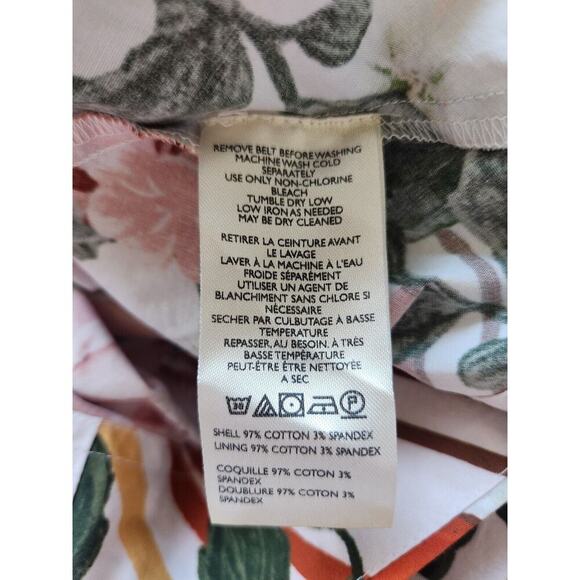 REMOVE BELT BEFORE WASHING
MACHINE WASH COLD
SEPARATELY
USE ONLY NON-CHLORINE
BLEACH
TUMBLE DRY LOW
LOW IRON AS NEEDED
MAY BE DRY CLEANED
RETIRER LA CEINTURE AVANT
LE LAVAGE
LAVER À LA MACHINE À L'EAU
FROIDE SÉPARÉMENT
UTILISER UN AGENT DE
BLANCHIMENT SANS CHLORE SI
NÉCESSAIRE
SECHER PAR CULBUTAGE À BASSE
TEMPERATURE
REPASSER, AU BESOIN. À TRÈS
BASSE TEMPÉRATURE
PEUT-ÊTRE ÊTRE NETTOYÉE
A SEC
30 P
SHELL 97% COTTON 3% SPANDEX
LINING 97% COTTON 3% SPANDEX
COQUILLE 97% COTON 3%
SPANDEX
DOUBLURE 97% COTON 3%
SPANDEX